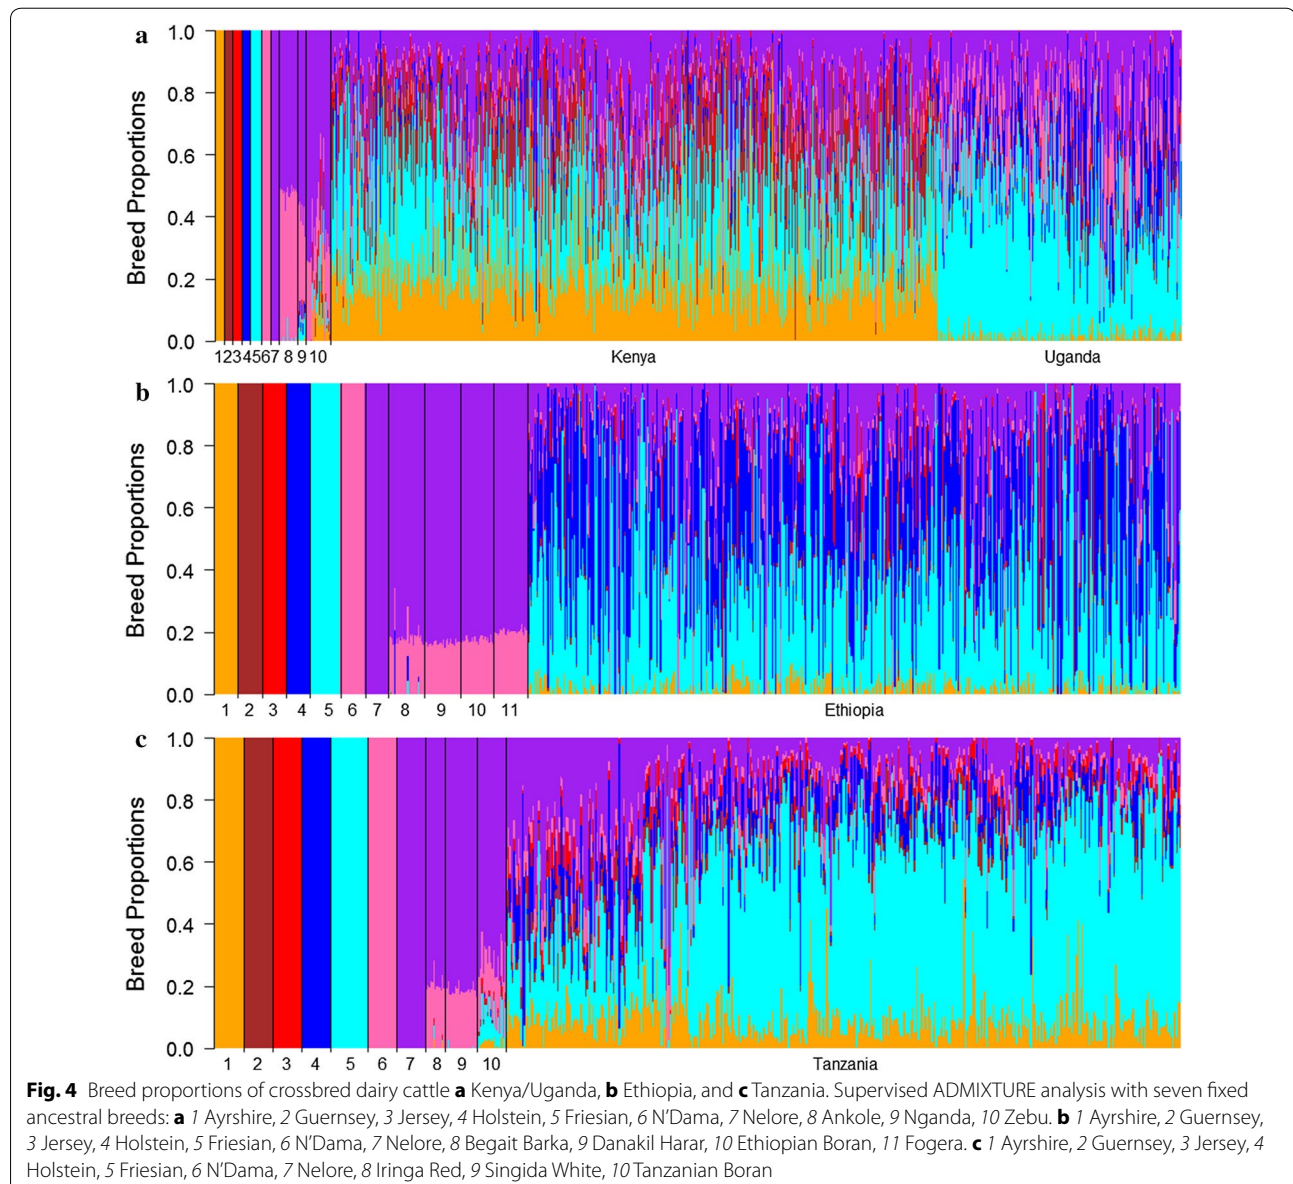 a
Breed Proportions
1.0
0.8
0.6
0.4
0.2
0.0
1 2 3 4 5 6 7 8 9 10 Kenya Uganda
b
Breed Proportions
1.0
0.8
0.6
0.4
0.2
0.0
1 2 3 4 5 6 7 8 9 10 11 Ethiopia
c
Breed Proportions
1.0
0.8
0.6
0.4
0.2
0.0
1 2 3 4 5 6 7 8 9 10 Tanzania
Fig. 4 Breed proportions of crossbred dairy cattle a Kenya/Uganda, b Ethiopia, and c Tanzania. Supervised ADMIXTURE analysis with seven fixed
ancestral breeds: a 1 Ayrshire, 2 Guernsey, 3 Jersey, 4 Holstein, 5 Friesian, 6 N’Dama, 7 Nelore, 8 Ankole, 9 Nganda, 10 Zebu. b 1 Ayrshire, 2 Guernsey,
3 Jersey, 4 Holstein, 5 Friesian, 6 N’Dama, 7 Nelore, 8 Begait Barka, 9 Danakil Harar, 10 Ethiopian Boran, 11 Fogera. c 1 Ayrshire, 2 Guernsey, 3 Jersey, 4
Holstein, 5 Friesian, 6 N’Dama, 7 Nelore, 8 Iringa Red, 9 Singida White, 10 Tanzanian Boran